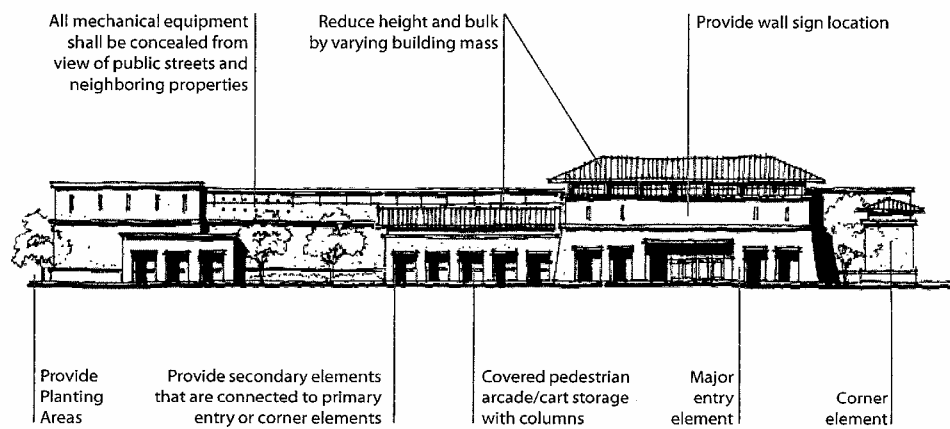 All mechanical equipment
shall be concealed from
view of public streets and
neighboring properties
Reduce height and bulk
by varying building mass
Provide wall sign location
Provide
Planting
Areas
Provide secondary elements
that are connected to primary
entry or corner elements
Covered pedestrian
arcade/cart storage
with columns
Major
entry
element
Corner
element